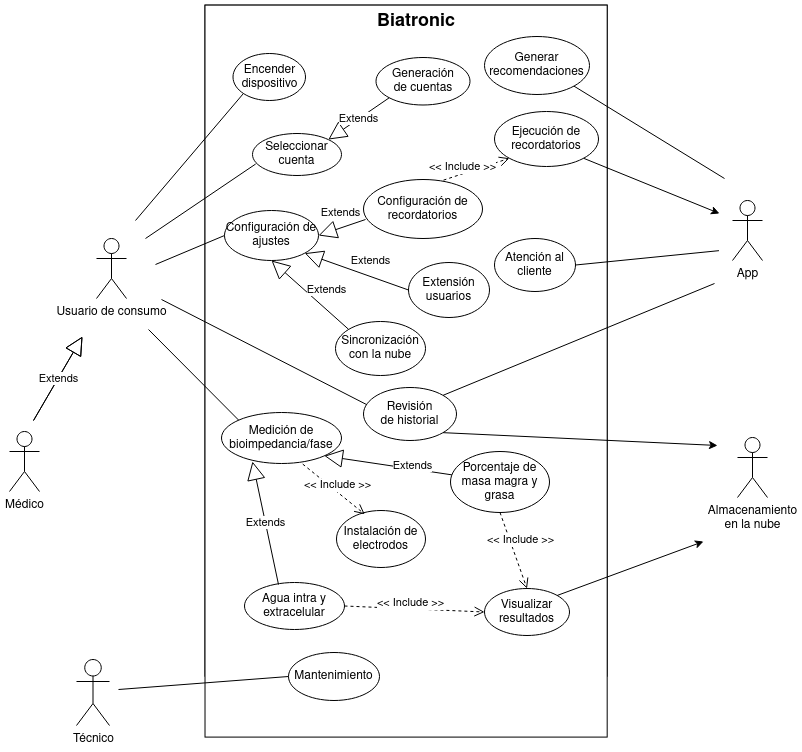 Biatronic
Encender
dispositivo
Generación
de cuentas
Generar
recomendaciones
Extends
Seleccionar
cuenta
Ejecución de
recordatorios
<< Include >>
Configuración de
recordatorios
Extends
Configuración de
ajustes
Extends
Extensión
usuarios
Atención al
cliente
App
Usuario de consumo
Extends
Sincronización
con la nube
Extends
Médico
Revisión
de historial
Medición de
bioimpedancia/fase
Extends
Porcentaje de
masa magra y
grasa
<< Include >>
Instalación de
electrodos
Almacenamiento
en la nube
Extends
<< Include >>
Agua intra y
extracelular
<< Include >>
Visualizar
resultados
Mantenimiento
Técnico